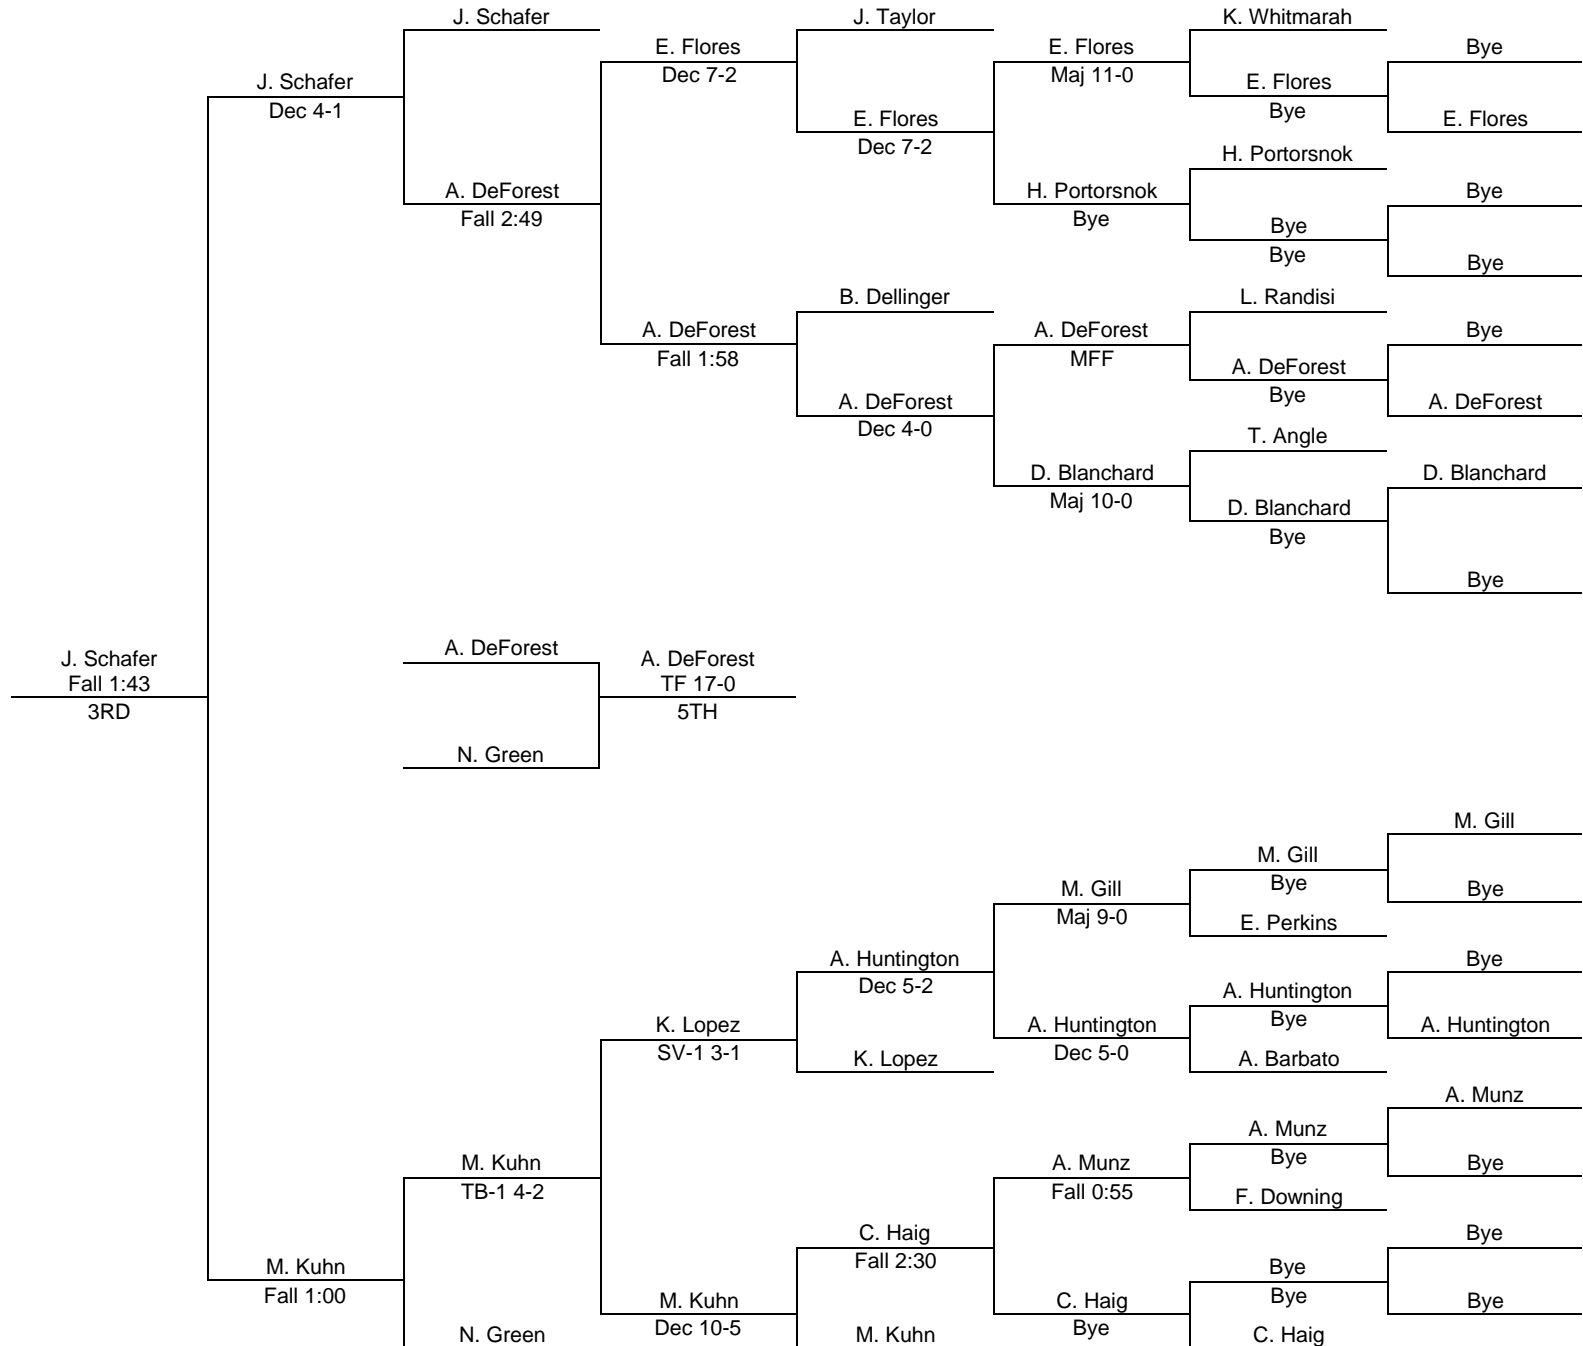 J. Schafer
J. Taylor
K. Whitmarah
E. Flores
Dec 7-2
E. Flores
Maj 11-0
Bye
J. Schafer
Dec 4-1
E. Flores
Bye
E. Flores
Dec 7-2
E. Flores
H. Portorsnok
A. DeForest
Fall 2:49
H. Portorsnok
Bye
Bye
Bye
Bye
Bye
B. Dellinger
L. Randisi
A. DeForest
Fall 1:58
A. DeForest
MFF
Bye
A. DeForest
Bye
A. DeForest
Dec 4-0
A. DeForest
T. Angle
D. Blanchard
Maj 10-0
D. Blanchard
D. Blanchard
Bye
Bye
J. Schafer
Fall 1:43
3RD
A. DeForest
A. DeForest
TF 17-0
5TH
N. Green
M. Gill
M. Gill
Bye
M. Gill
Maj 9-0
Bye
E. Perkins
A. Huntington
Dec 5-2
Bye
A. Huntington
Bye
K. Lopez
SV-1 3-1
A. Huntington
Dec 5-0
A. Huntington
K. Lopez
A. Barbato
A. Munz
A. Munz
Bye
M. Kuhn
TB-1 4-2
A. Munz
Fall 0:55
Bye
F. Downing
C. Haig
Fall 2:30
Bye
M. Kuhn
Fall 1:00
Bye
Bye
M. Kuhn
Dec 10-5
C. Haig
Bye
Bye
N. Green
M. Kuhn
C. Haig